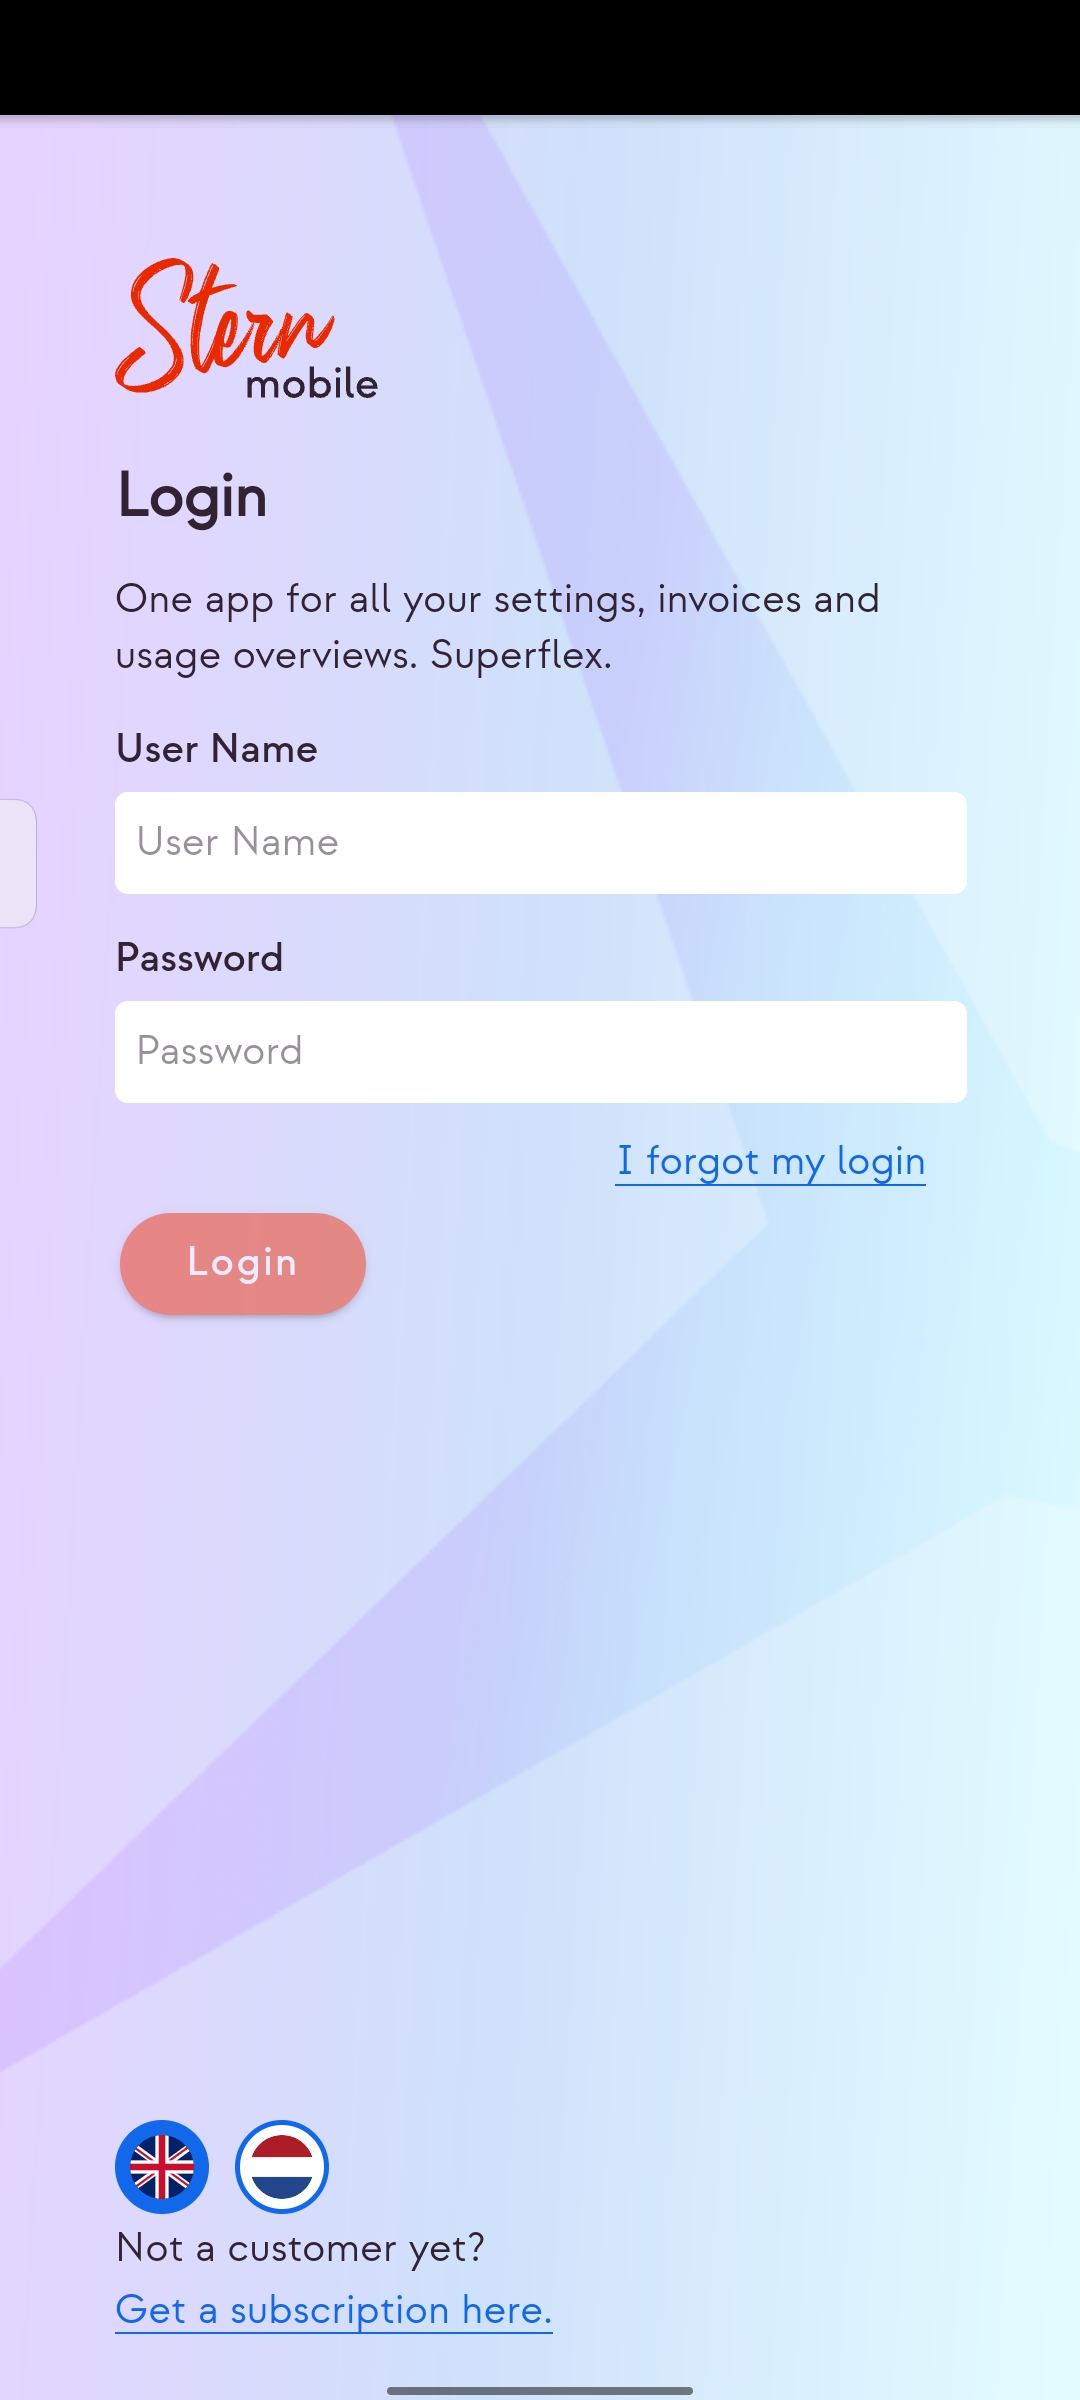 Stern
mobile
Login
One app for all your settings, invoices and
usage overviews. Superflex.
User Name
User Name
Password
Password
I forgot my login
Login
Not a customer yet?
Get a subscription here.